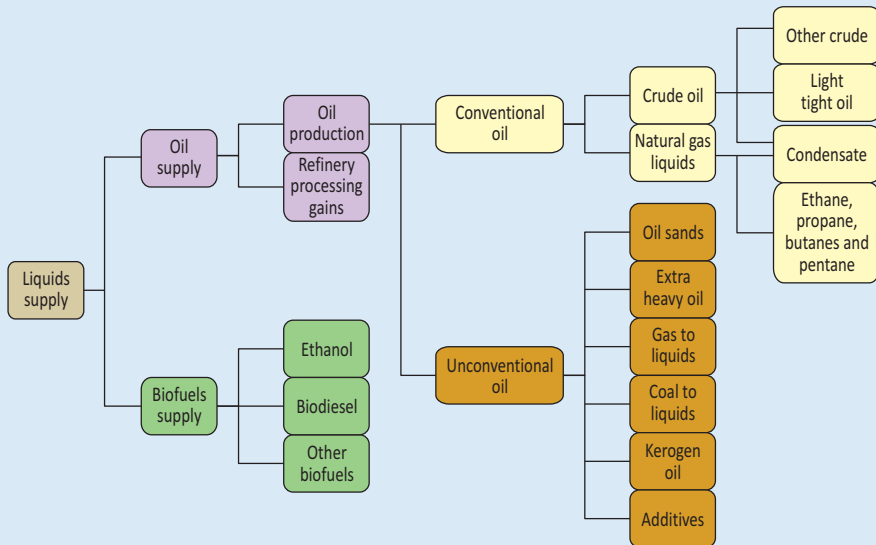 Liquids
supply
Oil
supply
Biofuels
supply
Oil
production
Refinery
processing
gains
Ethanol
Biodiesel
Other
biofuels
Conventional
oil
Unconventional
oil
Crude oil
Natural gas
liquids
Oil sands
Extra
heavy oil
Gas to
liquids
Coal to
liquids
Kerogen
oil
Additives
Other crude
Light
tight oil
Condensate
Ethane,
propane,
butanes and
pentane